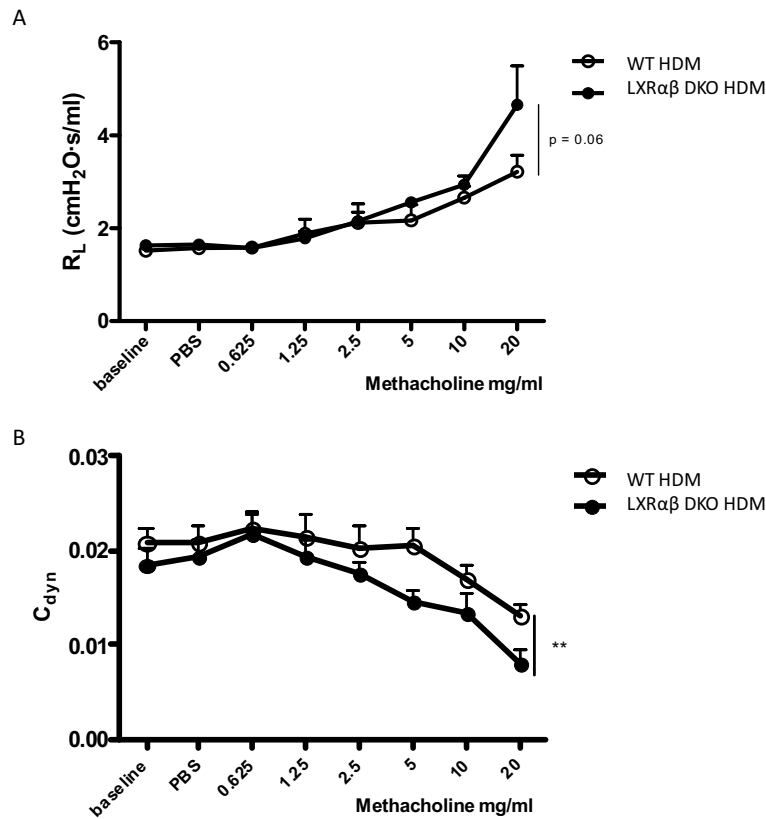 A
6
4
2
0
R_L (cmH₂O·s/ml)
WT HDM
LXRαβ DKO HDM
p = 0.06
baseline
PBS
0.625
1.25
2.5
5
10
20
Methacholine mg/ml
B
0.03
0.02
0.01
0.00
C_dyn
WT HDM
LXRαβ DKO HDM
**
baseline
PBS
0.625
1.25
2.5
5
10
20
Methacholine mg/ml